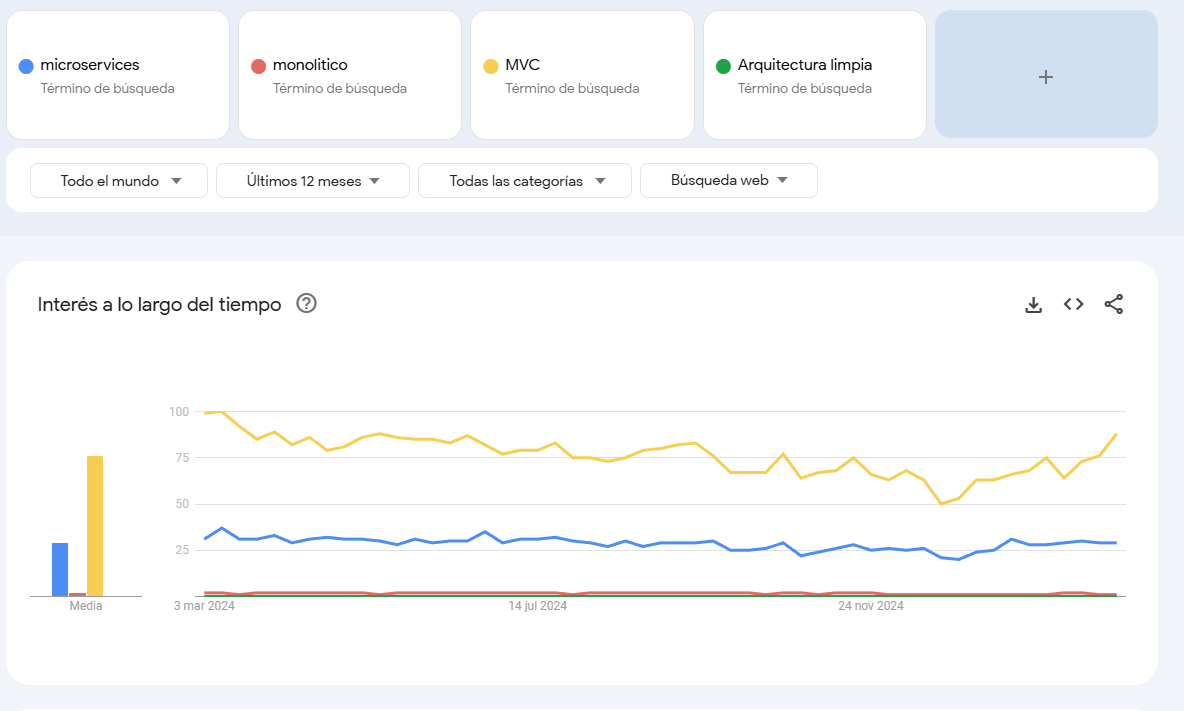 microservices
Término de búsqueda
monolitico
Término de búsqueda
MVC
Término de búsqueda
Arquitectura limpia
Término de búsqueda
+
Todo el mundo
Últimos 12 meses
Todas las categorías
Búsqueda web
Interés a lo largo del tiempo
?
100
75
50
25
Media
3 mar 2024
14 jul 2024
24 nov 2024